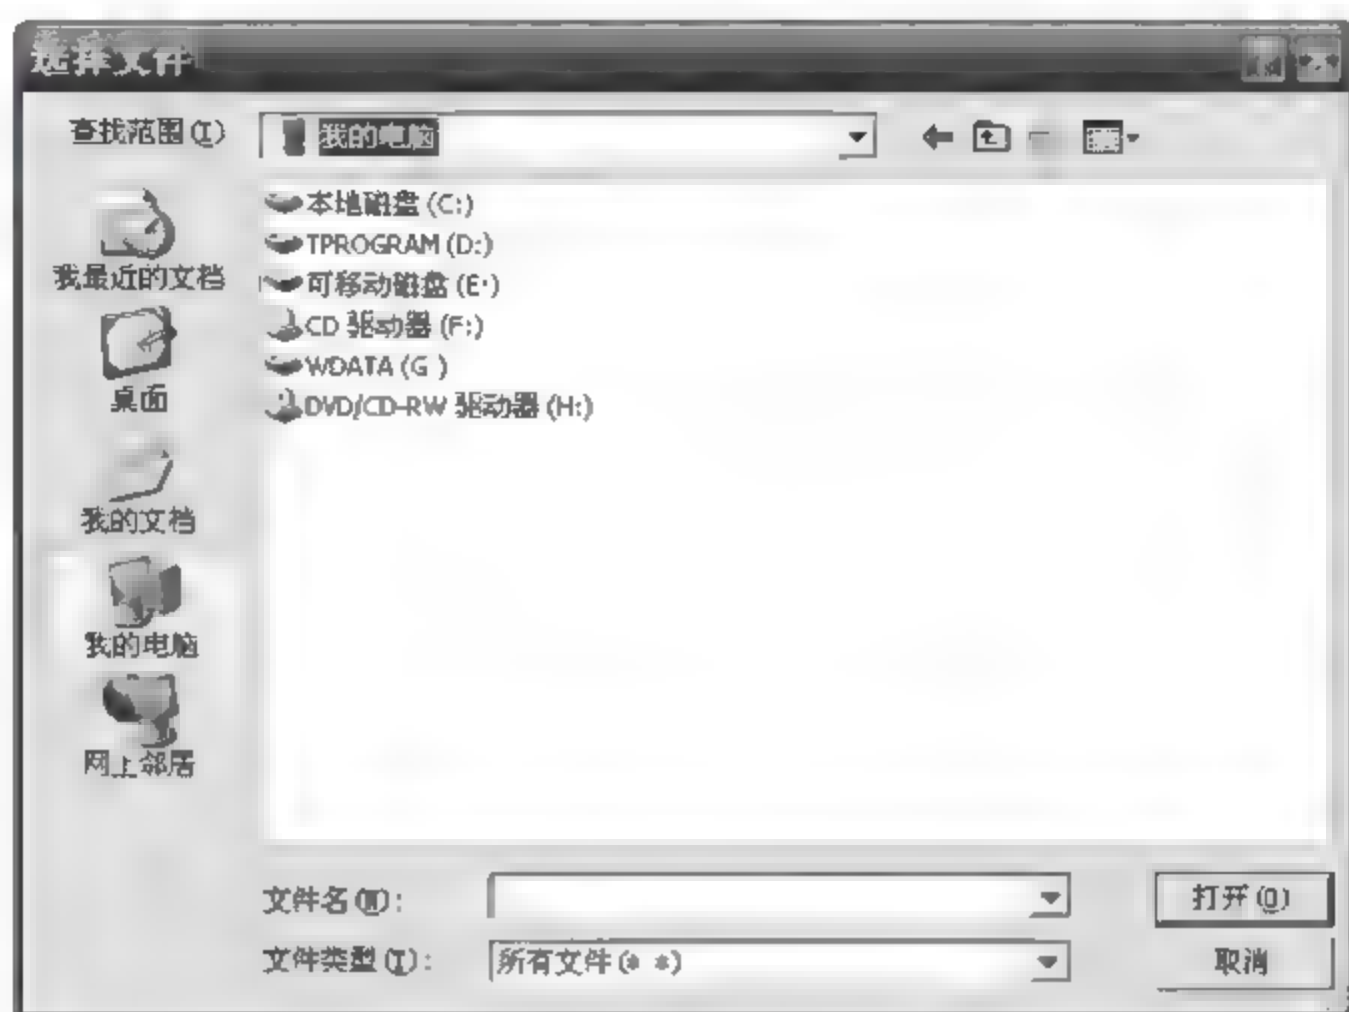 选择文件
查找范围(I)
我的电脑
我最近的文档
桌面
我的文档
我的电脑
网上邻居
本地磁盘 (C:)
TPROGRAM (D:)
可移动磁盘 (E:)
CD 驱动器 (F:)
WDATA (G )
DVD/CD-RW 驱动器 (H:)
文件名(N):
打开(O)
文件类型(T):
所有文件(* *)
取消